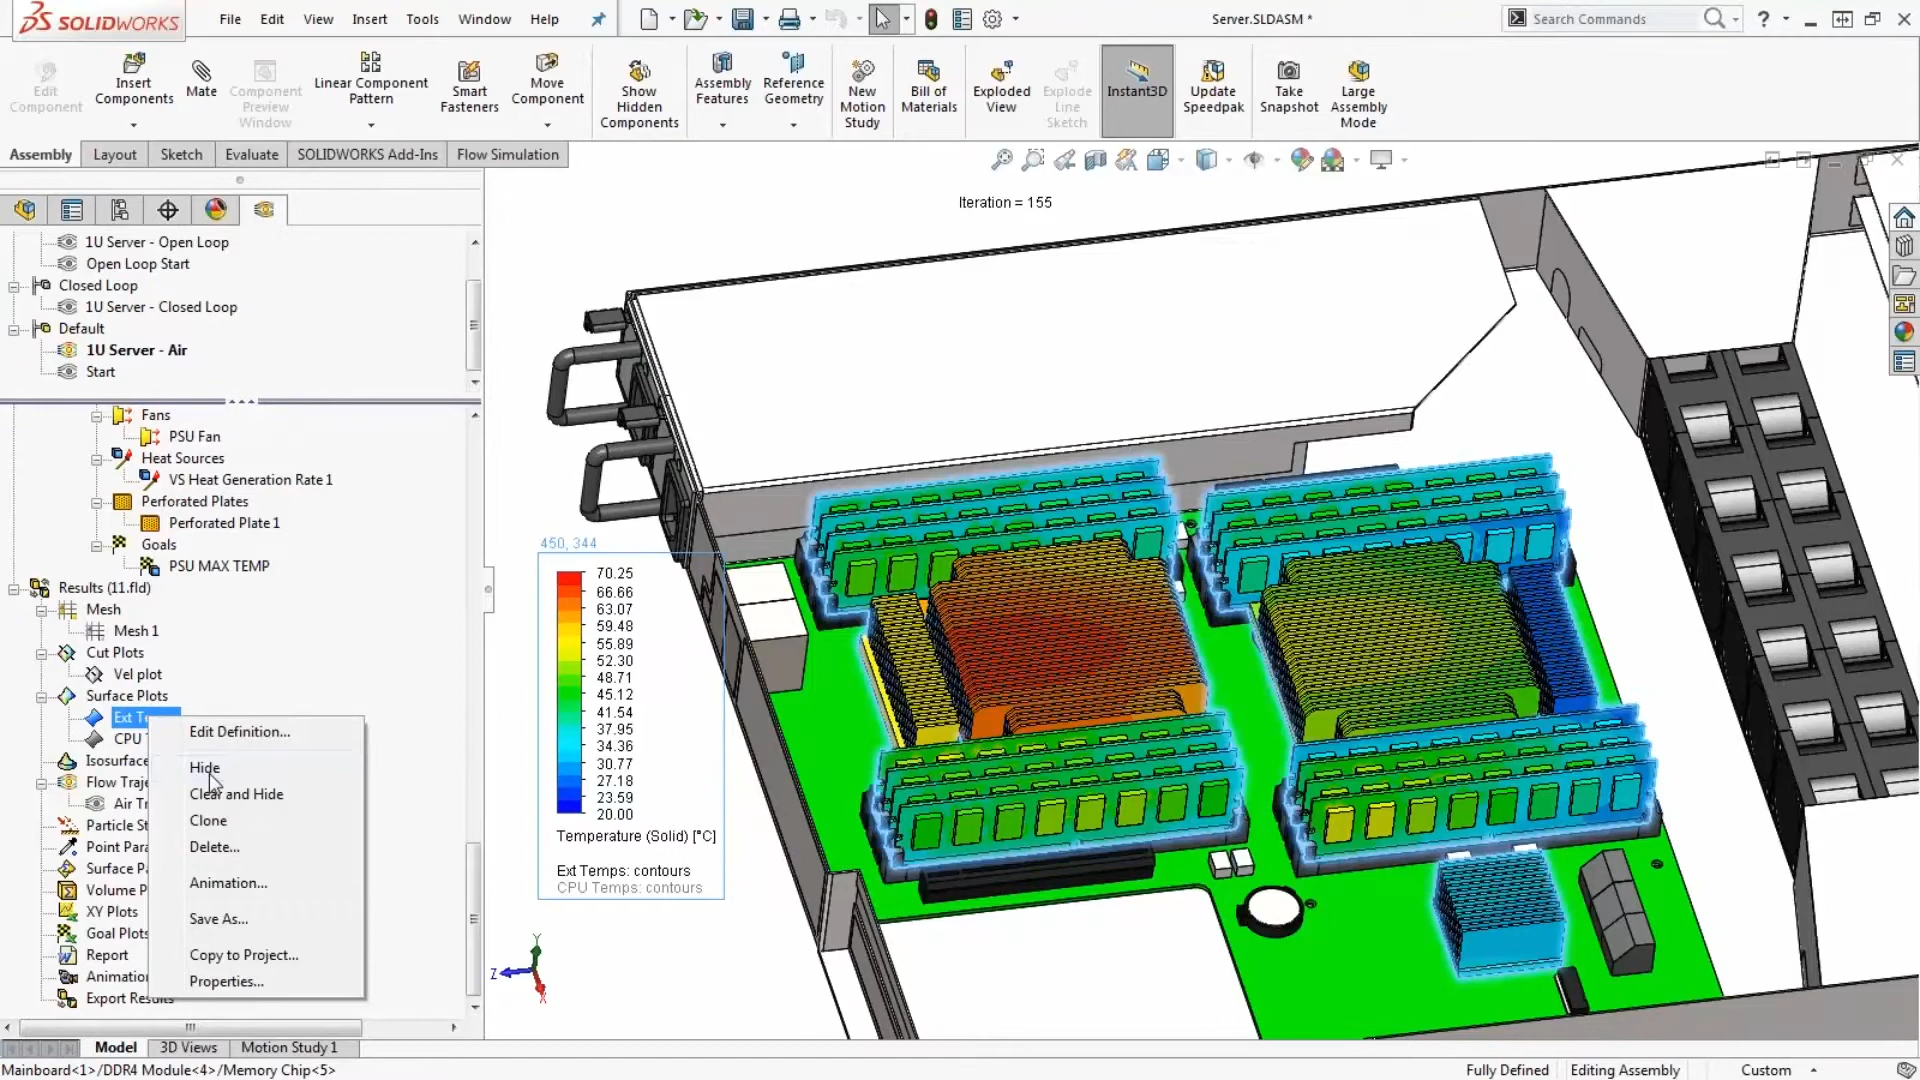 SOLIDWORKS
File Edit View Insert Tools Window Help
Server.SLDASM *
Search Commands
Edit Component
Insert Components
Mate
Component Preview Window
Linear Component Pattern
Smart Fasteners
Move Component
Show Hidden Components
Assembly Features
Reference Geometry
New Motion Study
Bill of Materials
Exploded View
Explode Line Sketch
Instant3D
Update Speedpak
Take Snapshot
Large Assembly Mode
Assembly Layout Sketch Evaluate SOLIDWORKS Add-Ins Flow Simulation
Iteration = 155
1U Server - Open Loop
Open Loop Start
Closed Loop
1U Server - Closed Loop
Default
1U Server - Air
Start
Fans
PSU Fan
Heat Sources
VS Heat Generation Rate 1
Perforated Plates
Perforated Plate 1
Goals
PSU MAX TEMP
Results (11.fld)
Mesh
Mesh 1
Cut Plots
Vel plot
Surface Plots
Ext Te
CPU
Isosurface
Flow Traje
Air Tr
Particle St
Point Para
Surface Pa
Volume P
XY Plots
Goal Plots
Report
Animation
Export Results
Edit Definition...
Hide
Clear and Hide
Clone
Delete...
Animation...
Save As...
Copy to Project...
Properties...
450, 344
70.25
66.66
63.07
59.48
55.89
52.30
48.71
45.12
41.54
37.95
34.36
30.77
27.18
23.59
20.00
Temperature (Solid) [°C]
Ext Temps: contours
CPU Temps: contours
Y
Z
X
Model 3D Views Motion Study 1
Mainboard<1>/DDR4 Module<4>/Memory Chip<5>
Fully Defined Editing Assembly Custom